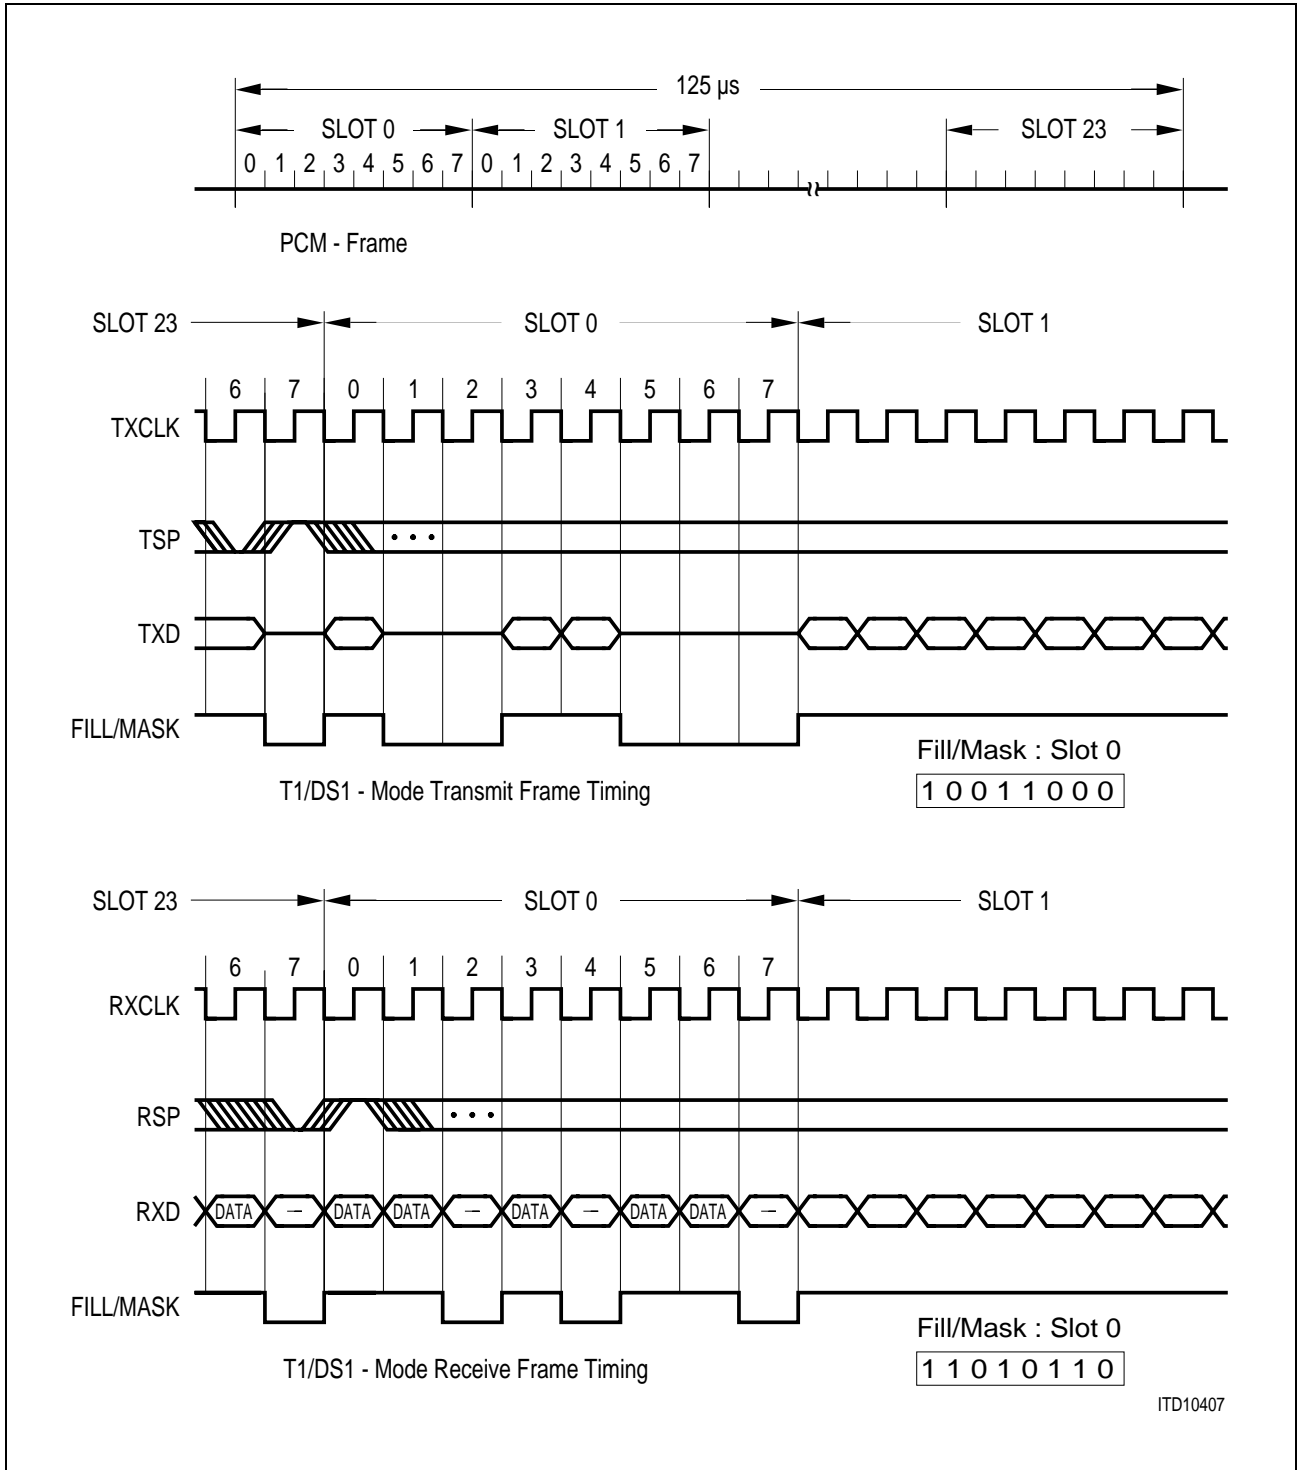 125 µs
SLOT 0 SLOT 1 SLOT 23
0 1 2 3 4 5 6 7 0 1 2 3 4 5 6 7
PCM - Frame
SLOT 23 SLOT 0 SLOT 1
6 7 0 1 2 3 4 5 6 7
TXCLK
TSP
TXD
FILL/MASK
Fill/Mask : Slot 0
T1/DS1 - Mode Transmit Frame Timing
1 0 0 1 1 0 0 0
SLOT 23 SLOT 0 SLOT 1
6 7 0 1 2 3 4 5 6 7
RXCLK
RSP
RXD DATA – DATA DATA – DATA – DATA DATA –
FILL/MASK
Fill/Mask : Slot 0
T1/DS1 - Mode Receive Frame Timing
1 1 0 1 0 1 1 0
ITD10407